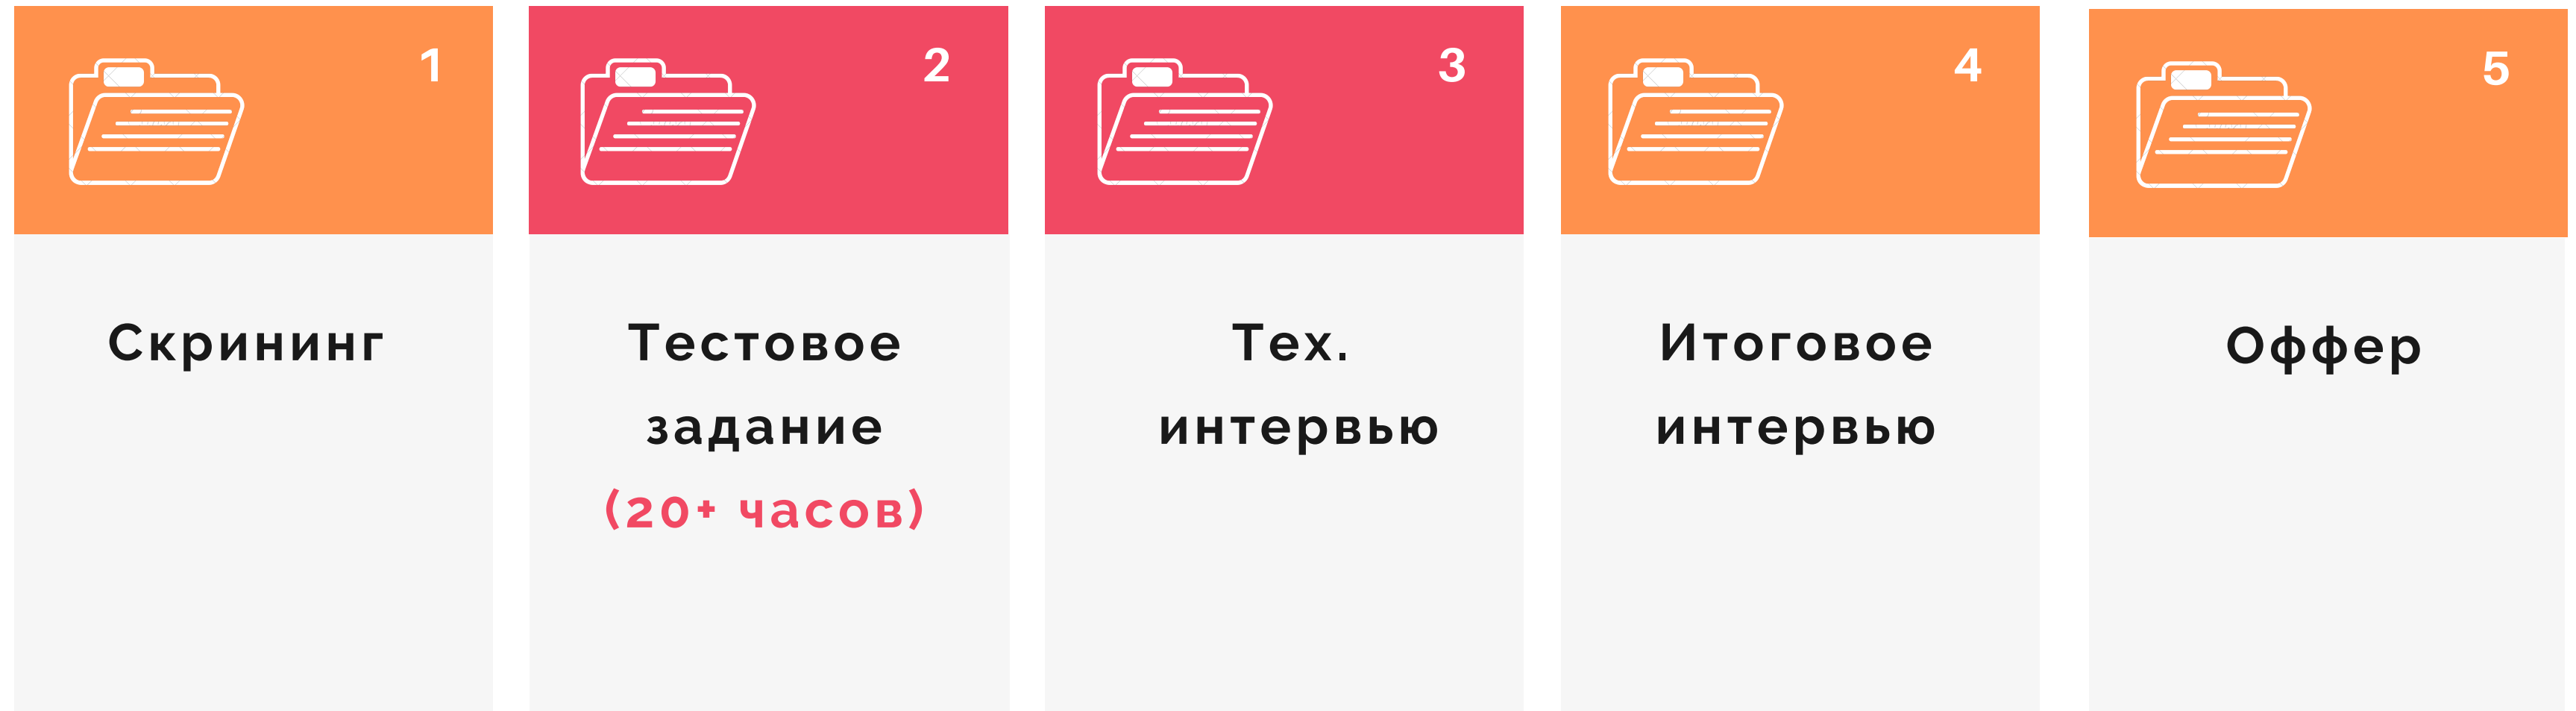 1
Скрининг
2
Тестовое
задание
(20+ часов)
3
Тех.
интервью
4
Итоговое
интервью
5
Оффер